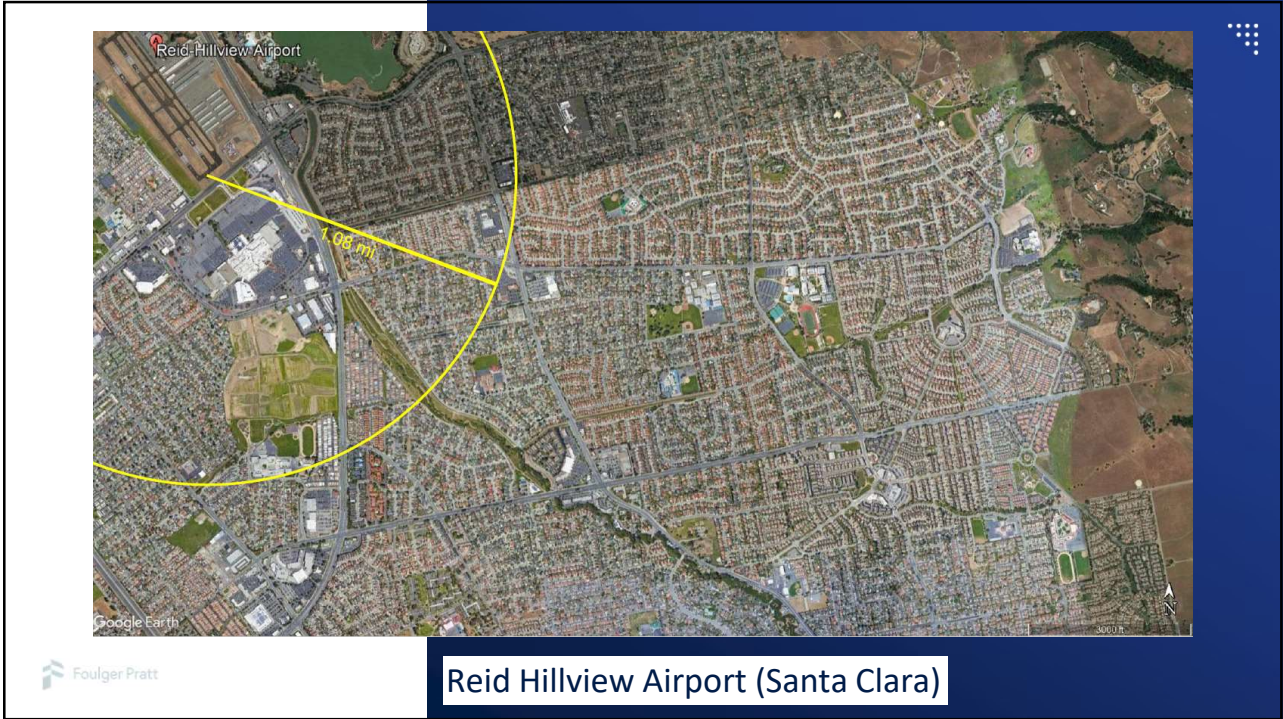 A
Reid-Hillview Airport
1.08 mi
Google Earth
N
3000 ft
Foulger Pratt
Reid Hillview Airport (Santa Clara)